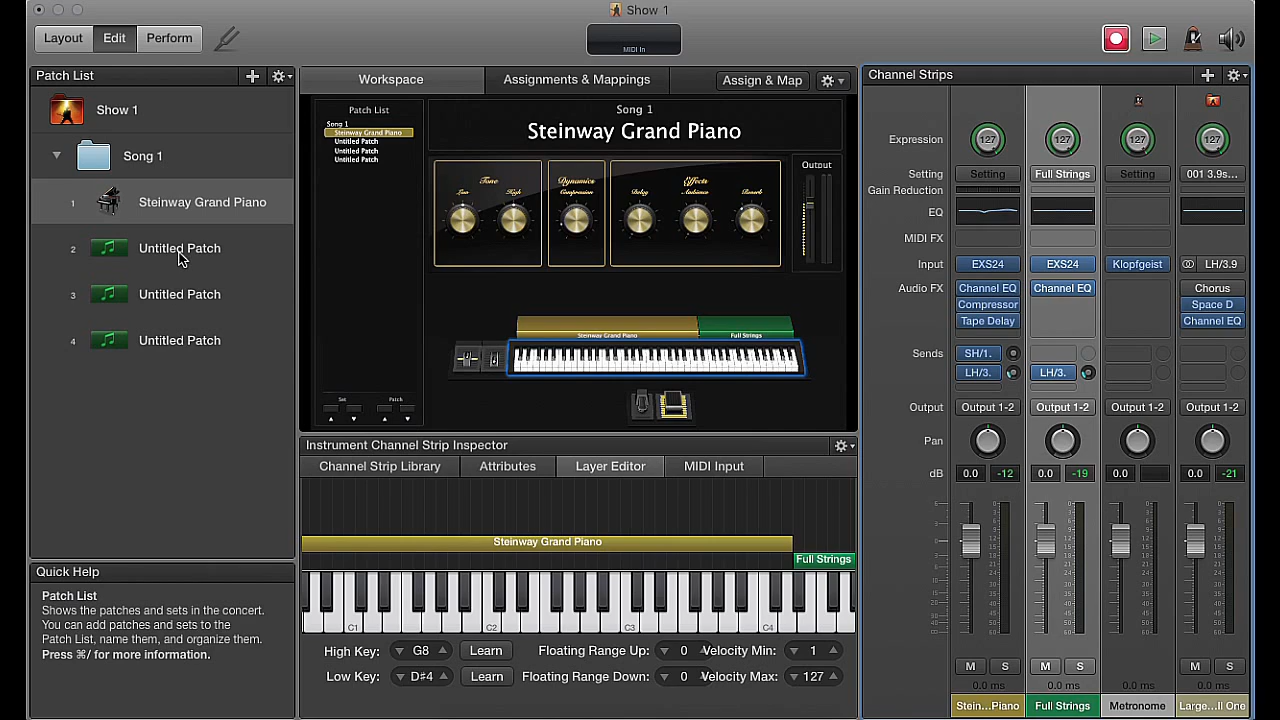 Show 1
Layout
Edit
Perform
MIDI In
Patch List
Workspace
Assignments & Mappings
Assign & Map
Channel Strips
Show 1
Song 1
1 Steinway Grand Piano
2 Untitled Patch
3 Untitled Patch
4 Untitled Patch
Quick Help
Patch List
Shows the patches and sets in the concert.
You can add patches and sets to the
Patch List, name them, and organize them.
Press ⌘/ for more information.
Patch List
Song 1
Steinway Grand Piano
Untitled Patch
Untitled Patch
Untitled Patch
Set
Patch
Song 1
Steinway Grand Piano
Tone
Low
High
Dynamics
Compression
Effects
Delay
Ambience
Reverb
Output
Steinway Grand Piano
Full Strings
Instrument Channel Strip Inspector
Channel Strip Library
Attributes
Layer Editor
MIDI Input
Steinway Grand Piano
Full Strings
C1 C2 C3 C4
High Key: G8 Learn Floating Range Up: 0 Velocity Min: 1
Low Key: D#4 Learn Floating Range Down: 0 Velocity Max: 127
Expression 127 127 127 127
Setting Setting Full Strings Setting 001 3.9s...
Gain Reduction
EQ
MIDI FX
Input EXS24 EXS24 Klopfgeist LH/3.9
Audio FX Channel EQ Channel EQ Chorus
Compressor Space D
Tape Delay Channel EQ
Sends SH/1.
LH/3. LH/3.
Output Output 1-2 Output 1-2 Output 1-2 Output 1-2
Pan
dB 0.0 -12 0.0 -19 0.0 0.0 -21
M S M S M S
0.0 ms 0.0 ms 0.0 ms 0.0 ms
Stein...Piano Full Strings Metronome Large...ll One